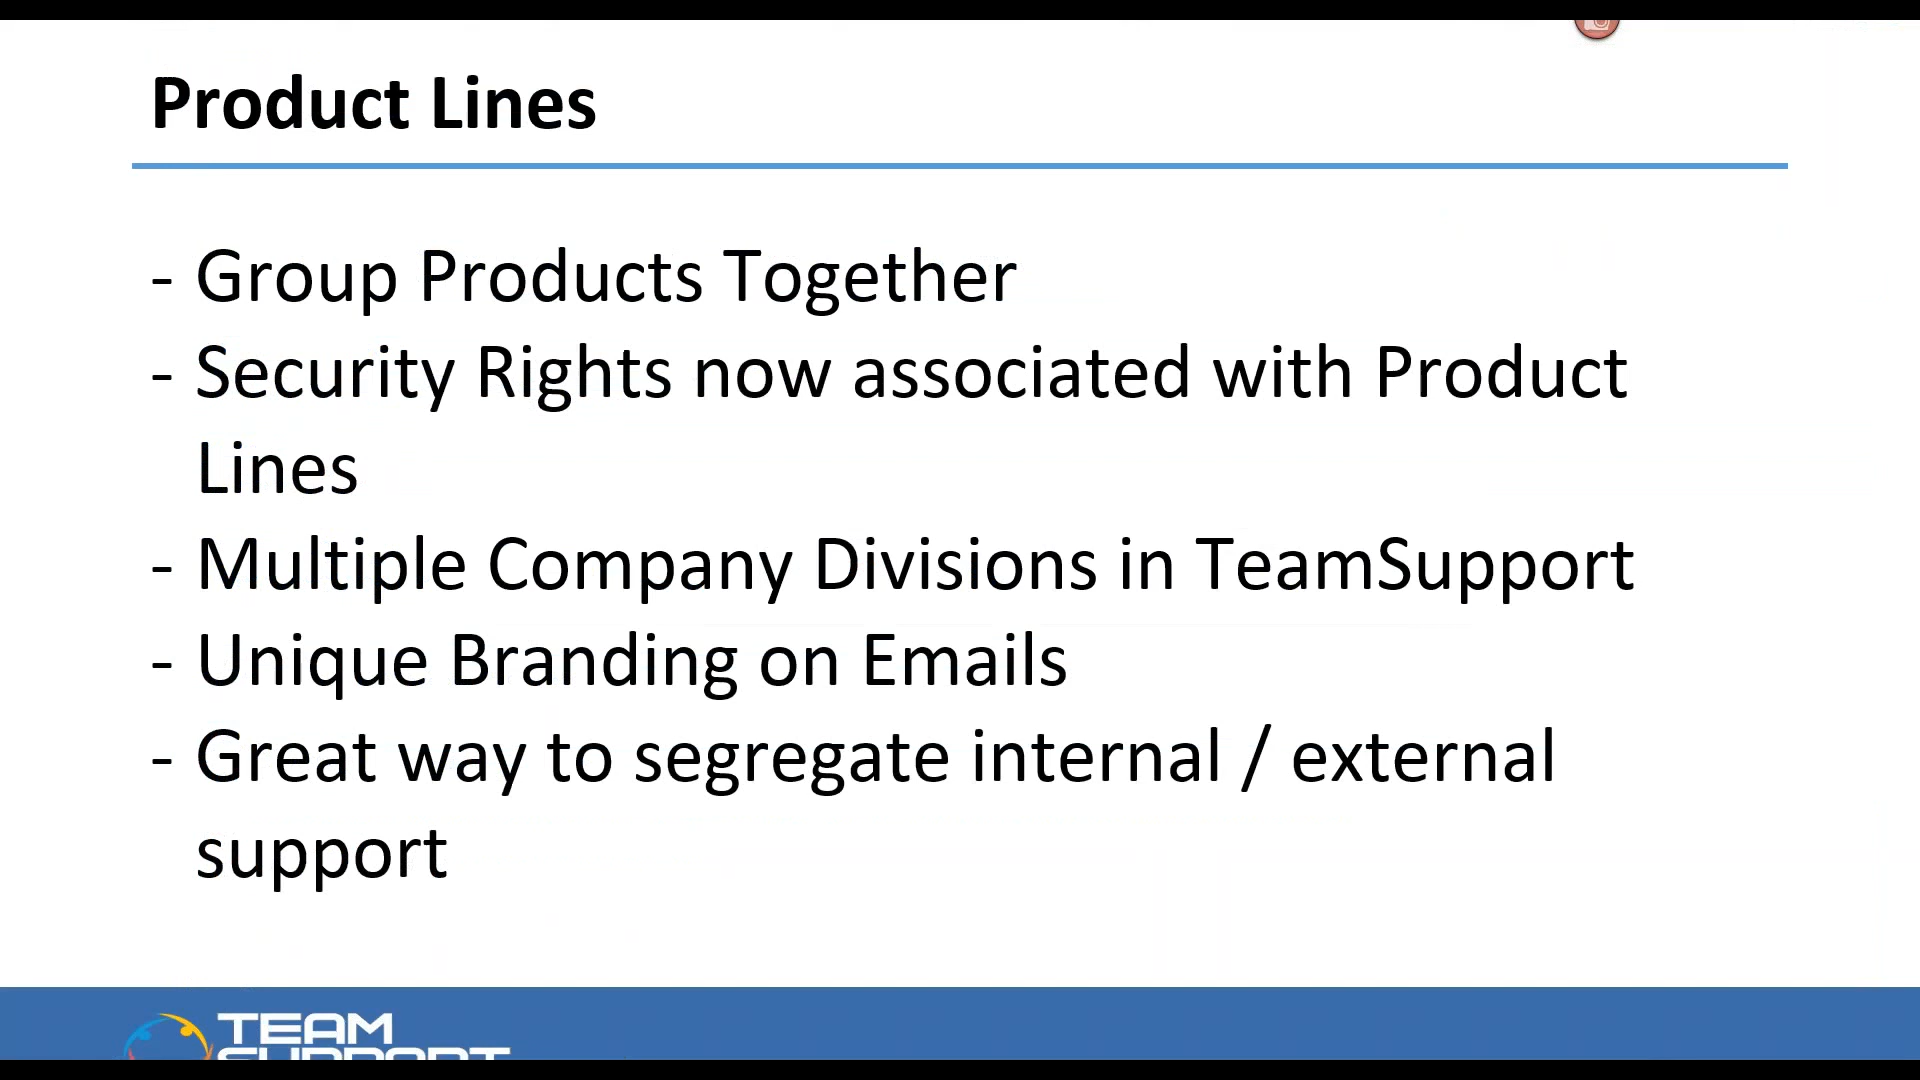 Product Lines
- Group Products Together
- Security Rights now associated with Product
Lines
- Multiple Company Divisions in TeamSupport
- Unique Branding on Emails
- Great way to segregate internal / external
support
TEAM
SUPPORT